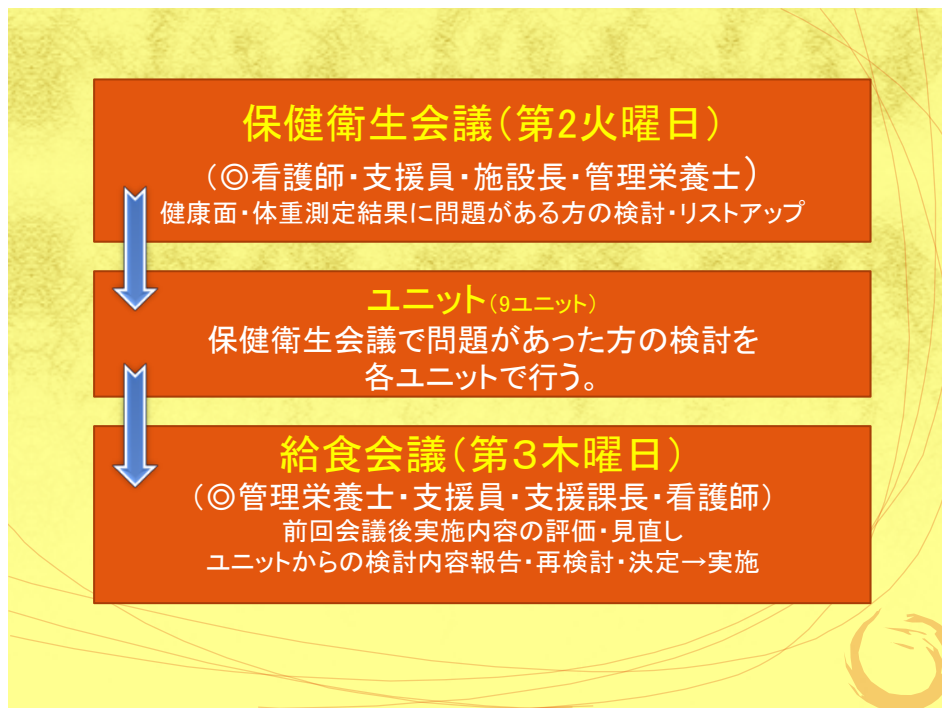 保健衛生会議(第2火曜日)
(◎看護師・支援員・施設長・管理栄養士)
健康面・体重測定結果に問題がある方の検討・リストアップ
ユニット(9ユニット)
保健衛生会議で問題があった方の検討を
各ユニットで行う。
給食会議(第3木曜日)
(◎管理栄養士・支援員・支援課長・看護師)
前回会議後実施内容の評価・見直し
ユニットからの検討内容報告・再検討・決定→実施